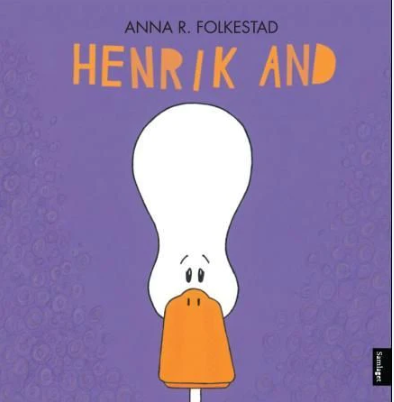 ANNA R. FOLKESTAD
HENRIK AND
Samlaget